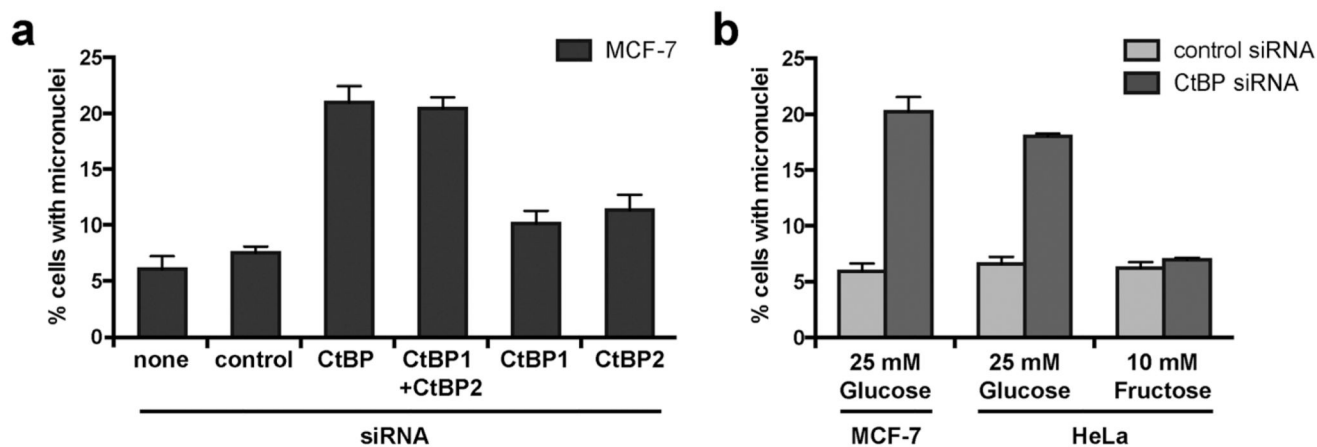 a
MCF-7
% cells with micronuclei
25
20
15
10
5
0
none control CtBP CtBP1 CtBP1 CtBP2
+CtBP2
siRNA
b
control siRNA
CtBP siRNA
% cells with micronuclei
25
20
15
10
5
0
25 mM 25 mM 10 mM
Glucose Glucose Fructose
MCF-7 HeLa